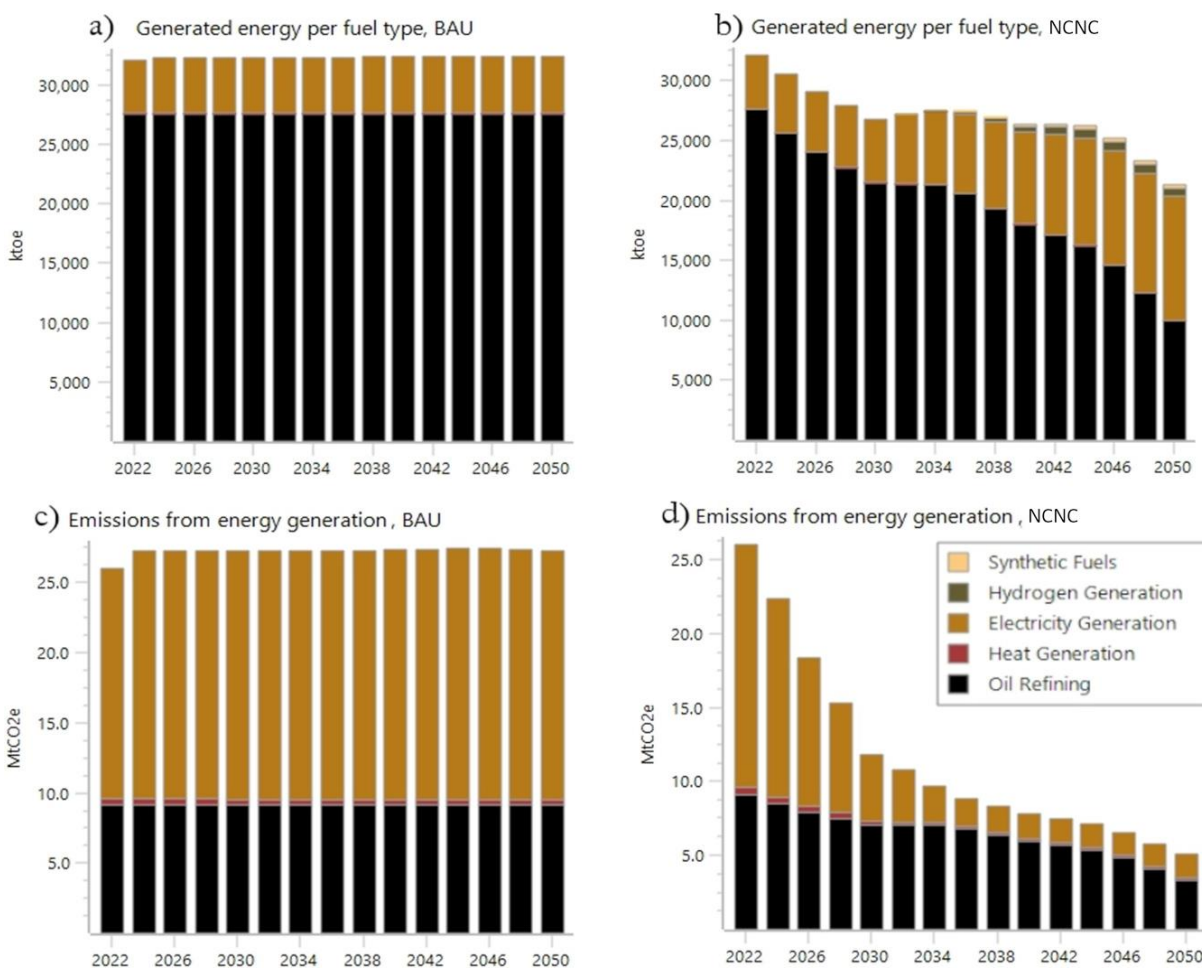 a) Generated energy per fuel type, BAU
30,000
25,000
20,000
15,000
10,000
5,000
ktoe
2022 2026 2030 2034 2038 2042 2046 2050
b) Generated energy per fuel type, NCNC
30,000
25,000
20,000
15,000
10,000
5,000
ktoe
2022 2026 2030 2034 2038 2042 2046 2050
c) Emissions from energy generation , BAU
25.0
20.0
15.0
10.0
5.0
MtCO2e
2022 2026 2030 2034 2038 2042 2046 2050
d) Emissions from energy generation , NCNC
25.0
20.0
15.0
10.0
5.0
MtCO2e
Synthetic Fuels
Hydrogen Generation
Electricity Generation
Heat Generation
Oil Refining
2022 2026 2030 2034 2038 2042 2046 2050